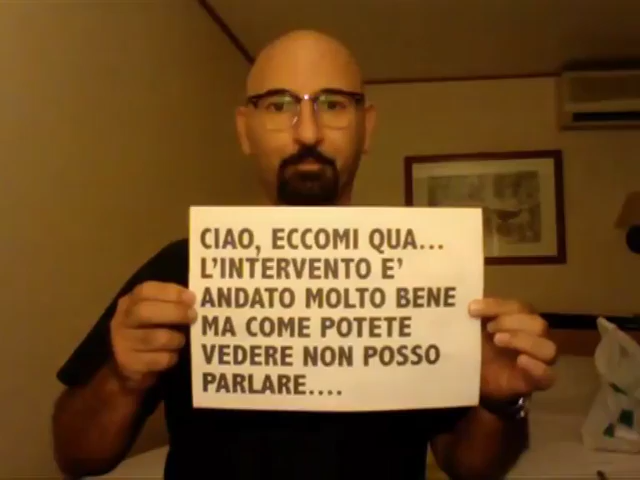 CIAO, ECCOMI QUA...
L'INTERVENTO E'
ANDATO MOLTO BENE
MA COME POTETE
VEDERE NON POSSO
PARLARE....